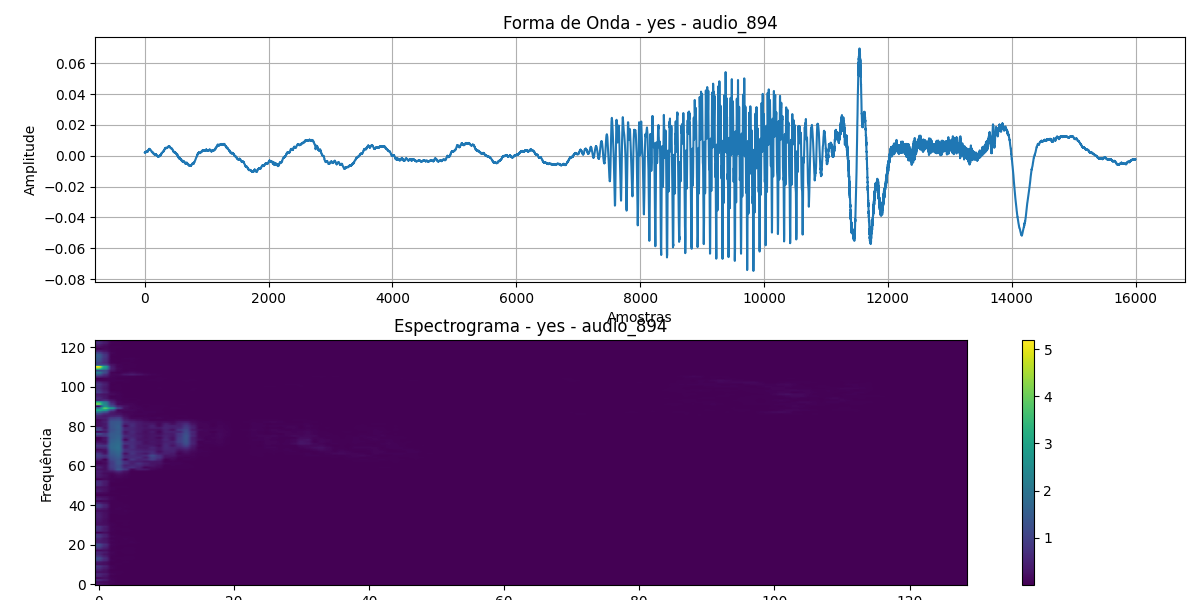 Forma de Onda - yes - audio_894
0.06
0.04
0.02
0.00
−0.02
−0.04
−0.06
−0.08
Amplitude
0 2000 4000 6000 8000 10000 12000 14000 16000
Amostras
Espectrograma - yes - audio_894
120
100
80
60
40
20
0
Frequência
0 20 40 60 80 100 120
5
4
3
2
1